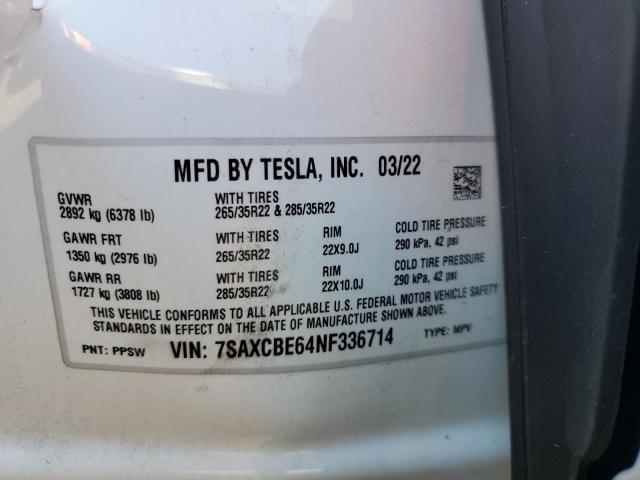 MFD BY TESLA, INC. 03/22
GVWR WITH TIRES
2892 kg (6378 lb) 265/35R22 & 285/35R22
GAWR FRT WITH TIRES RIM COLD TIRE PRESSURE
1350 kg (2976 lb) 265/35R22 22X9.0J 290 kPa, 42 psi
GAWR RR WITH TIRES RIM COLD TIRE PRESSURE
1727 kg (3808 lb) 285/35R22 22X10.0J 290 kPa, 42 psi
THIS VEHICLE CONFORMS TO ALL APPLICABLE U.S. FEDERAL MOTOR VEHICLE SAFETY
STANDARDS IN EFFECT ON THE DATE OF MANUFACTURE SHOWN ABOVE.
PNT: PPSW VIN: 7SAXCBE64NF336714 TYPE: MPV